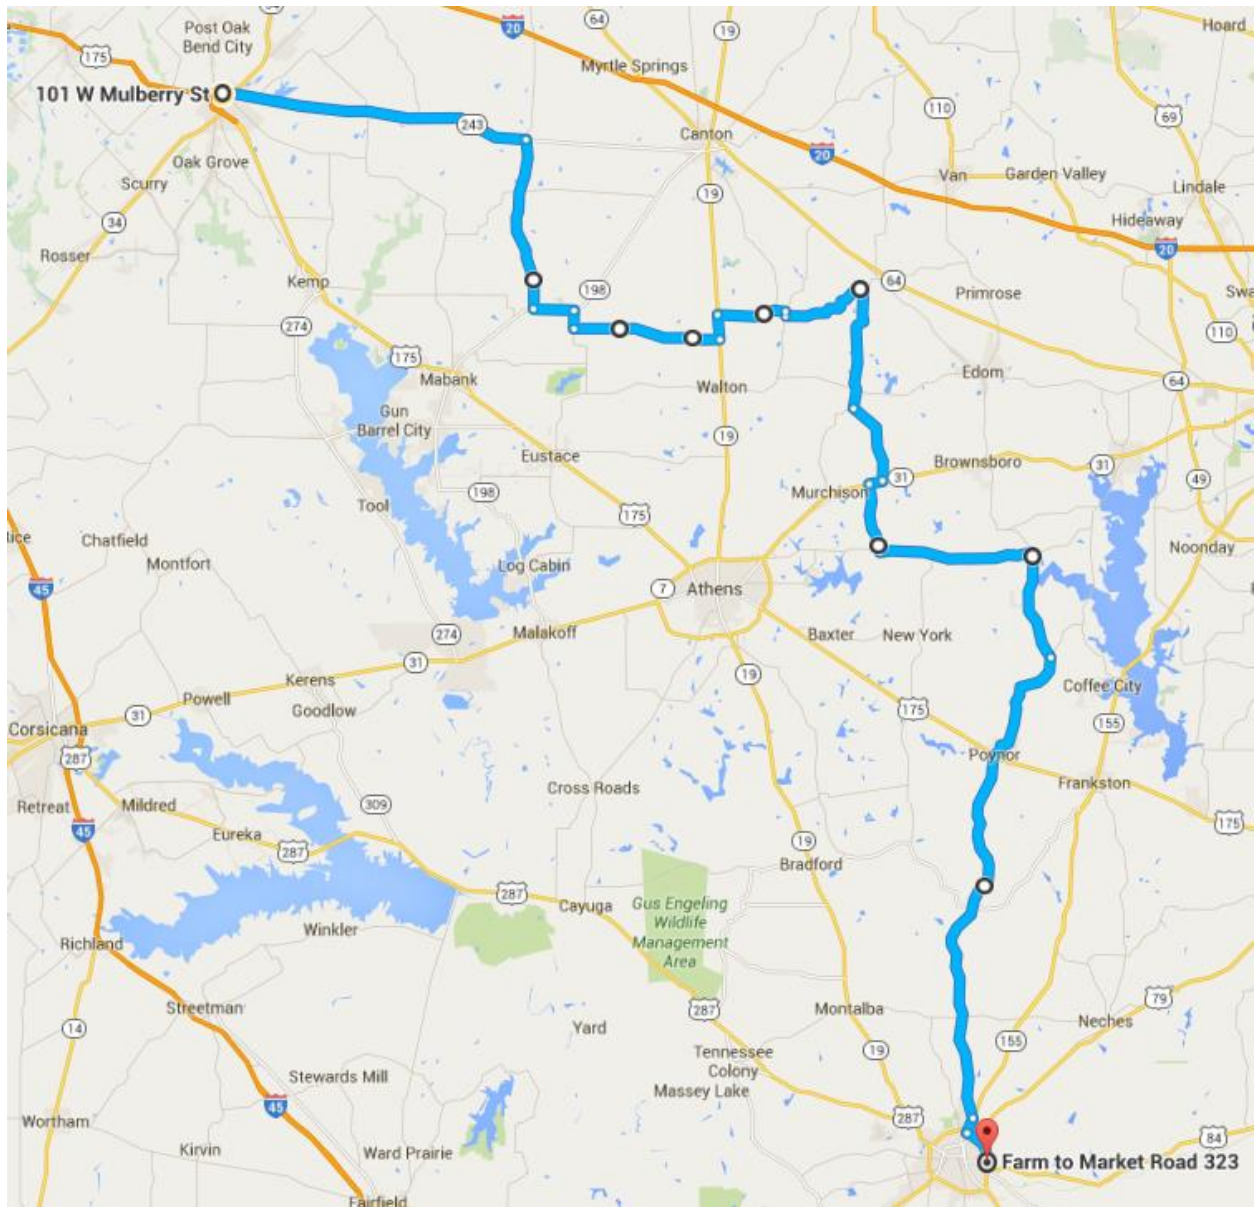 Post Oak
Bend City
20
64
19
Hoard
175
Myrtle Springs
101 W Mulberry St
110
69
243
Canton
20
Oak Grove
Van
Garden Valley
Scurry
Lindale
34
19
Hideaway
Rosser
20
Kemp
198
64
Primrose
Swa
274
110
175
Mabank
Walton
Edom
64
Gun
Barrel City
19
Eustace
Brownsboro
31
31
198
Murchison
49
Tool
175
Chatfield
Noonday
Montfort
Log Cabin
45
7
Athens
274
Malakoff
Baxter
New York
31
19
Kerens
Coffee City
Powell
Goodlow
175
31
155
Corsicana
287
Poynor
Frankston
Cross Roads
Retreat
Mildred
309
175
45
Eureka
19
287
Bradford
287
Cayuga
Gus Engeling
Wildlife
Management
Area
Winkler
Richland
79
Streetman
287
Montalba
Neches
14
Yard
155
Tennessee
Colony
19
Stewards Mill
Massey Lake
45
Wortham
287
84
Kirvin
Ward Prairie
Farm to Market Road 323
Fairfield